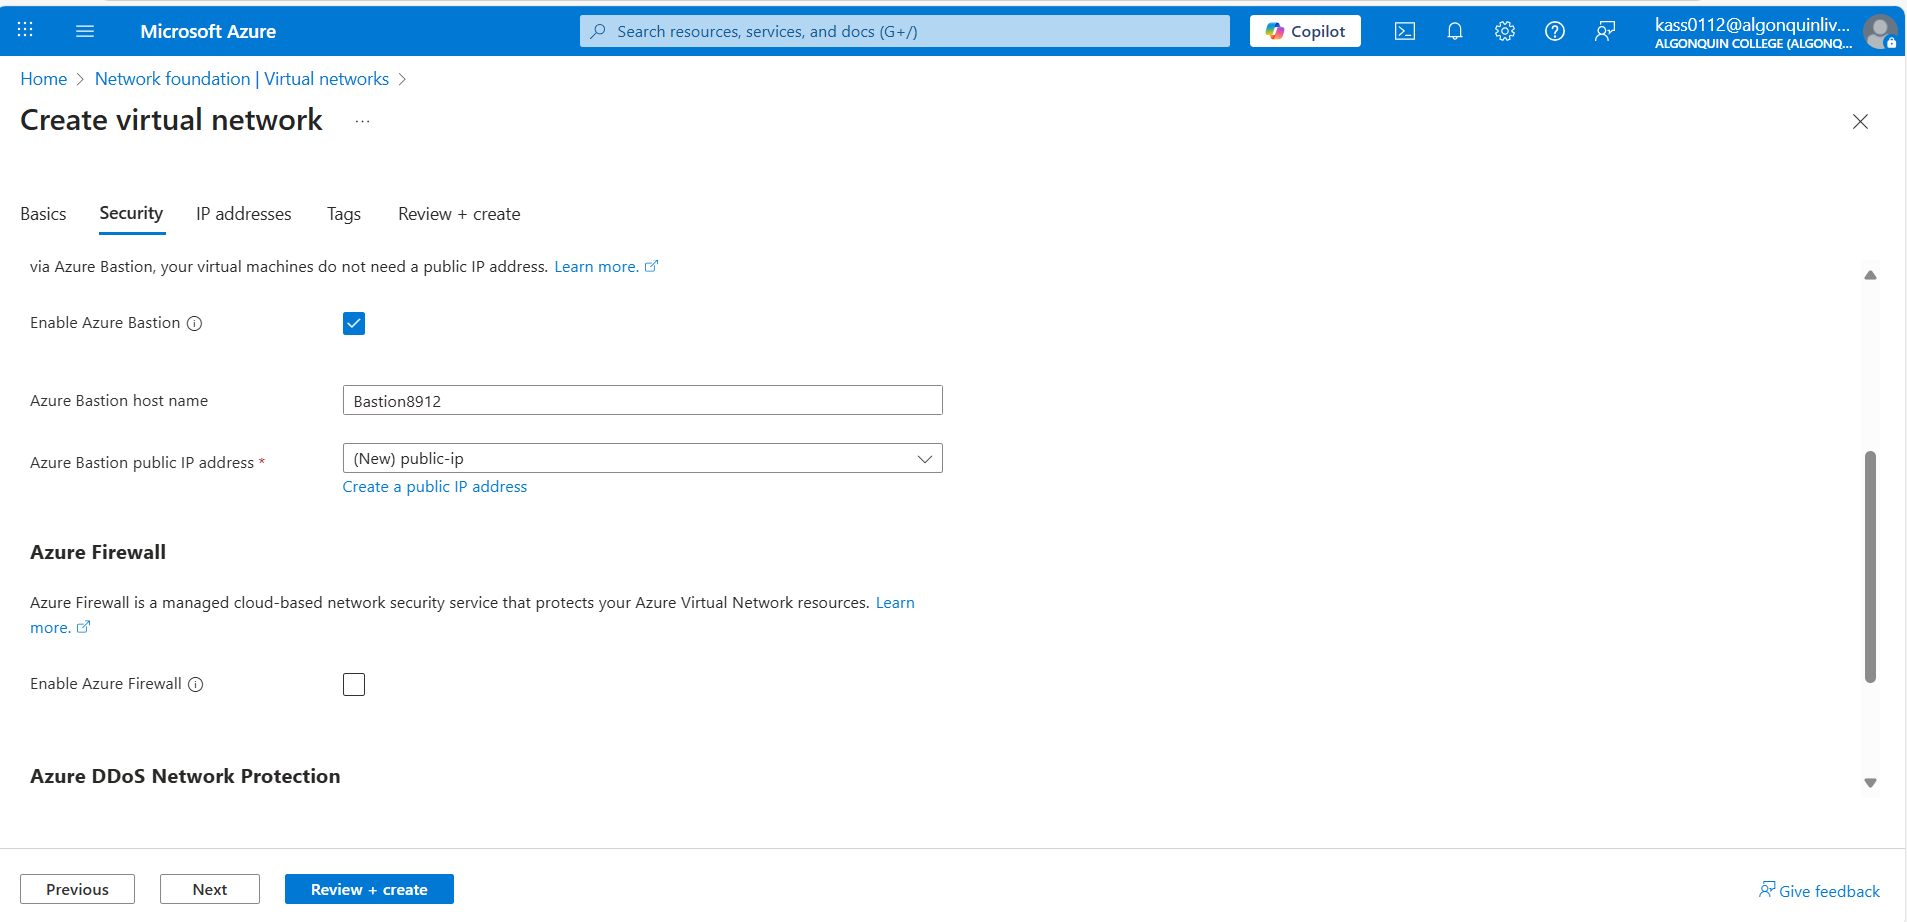 Microsoft Azure
Search resources, services, and docs (G+/)
Copilot
kass0112@algonquinliv...
ALGONQUIN COLLEGE (ALGONQ...
Home > Network foundation | Virtual networks >
Create virtual network ...
Basics Security IP addresses Tags Review + create
via Azure Bastion, your virtual machines do not need a public IP address. Learn more.
Enable Azure Bastion
Azure Bastion host name
Bastion8912
Azure Bastion public IP address *
(New) public-ip
Create a public IP address
Azure Firewall
Azure Firewall is a managed cloud-based network security service that protects your Azure Virtual Network resources. Learn
more.
Enable Azure Firewall
Azure DDoS Network Protection
Previous Next Review + create
Give feedback